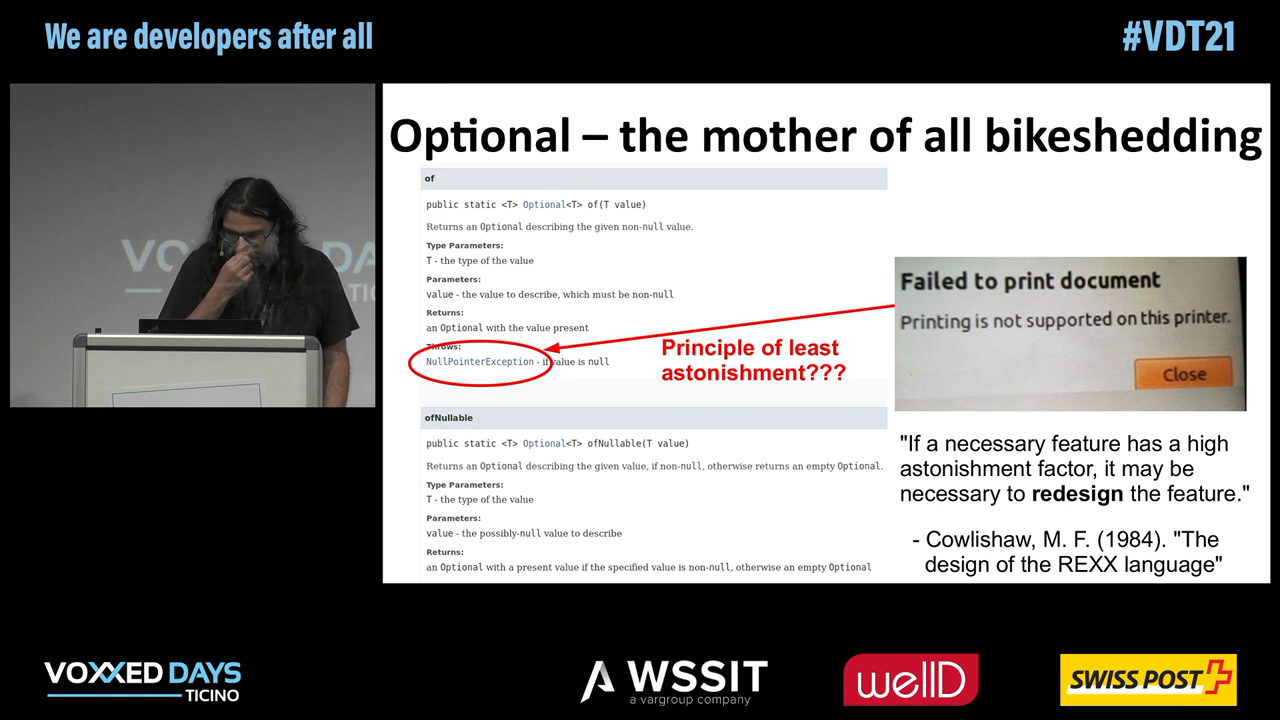 We are developers after all
#VDT21
Optional – the mother of all bikeshedding
of
public static <T> Optional<T> of(T value)
Returns an Optional describing the given non-null value.
Type Parameters:
T - the type of the value
Parameters:
value - the value to describe, which must be non-null
Returns:
an Optional with the value present
Throws:
NullPointerException - if value is null
Principle of least
astonishment???
ofNullable
public static <T> Optional<T> ofNullable(T value)
Returns an Optional describing the given value, if non-null, otherwise returns an empty Optional.
Type Parameters:
T - the type of the value
Parameters:
value - the possibly-null value to describe
Returns:
an Optional with a present value if the specified value is non-null, otherwise an empty Optional
Failed to print document
Printing is not supported on this printer.
Close
"If a necessary feature has a high
astonishment factor, it may be
necessary to redesign the feature."
- Cowlishaw, M. F. (1984). "The
design of the REXX language"
VOXXED DAYS
TICINO
WSSIT
a vargroup company
wellD
SWISS POST